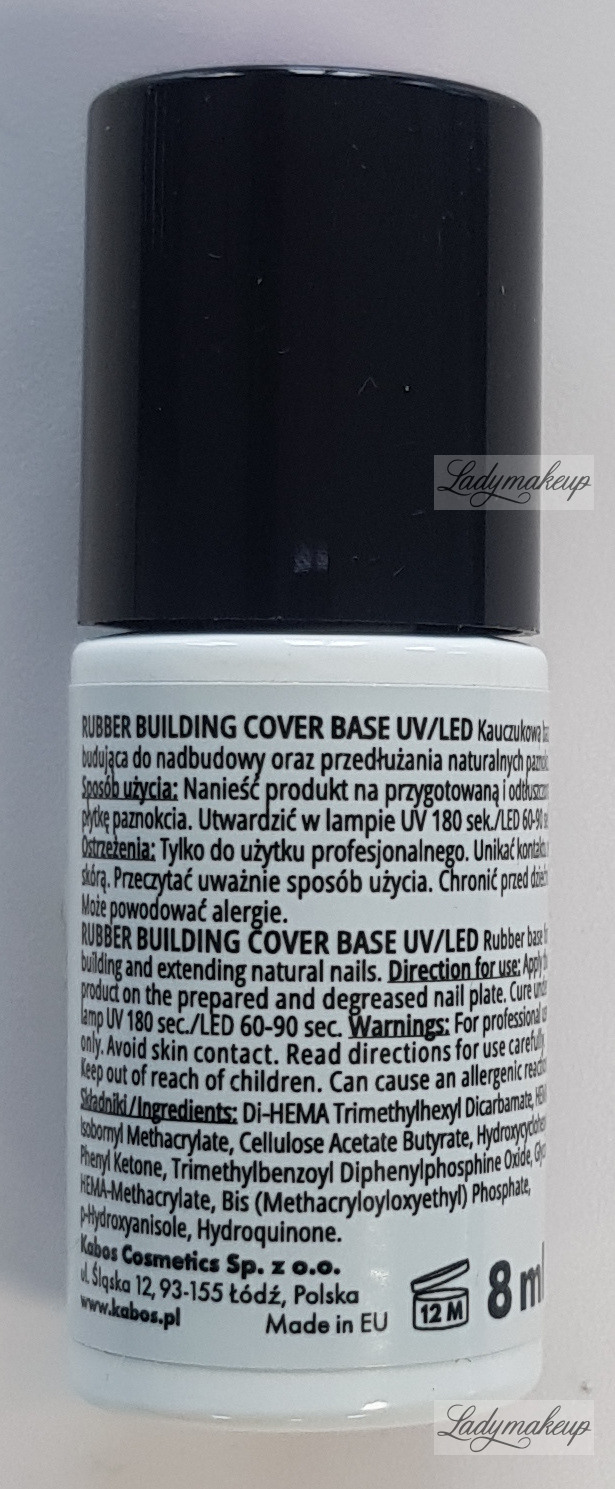 Ladymakeup
RUBBER BUILDING COVER BASE UV/LED Kauczukowa
budująca do nadbudowy oraz przedłużania naturalnych
Sposób użycia: Nanieść produkt na przygotowaną i
płytkę paznokcia. Utwardzić w lampie UV 180 sek./LED 60-90
Ostrzeżenia: Tylko do użytku profesjonalnego. Unikać
skórą. Przeczytać uważnie sposób użycia. Chronić przed
Może powodować alergie.
RUBBER BUILDING COVER BASE UV/LED Rubber base
building and extending natural nails. Direction for use: Apply
product on the prepared and degreased nail plate. Cure
lamp UV 180 sec./LED 60-90 sec. Warnings: For professional
only. Avoid skin contact. Read directions for use carefully
Keep out of reach of children. Can cause an allergenic
Składniki/Ingredients: Di-HEMA Trimethylhexyl Dicarbamate,
Isobornyl Methacrylate, Cellulose Acetate Butyrate,
Phenyl Ketone, Trimethylbenzoyl Diphenylphosphine Oxide,
HEMA-Methacrylate, Bis (Methacryloyloxyethyl) Phosphate,
p-Hydroxyanisole, Hydroquinone.
Kabos Cosmetics Sp. z o.o.
ul. Śląska 12, 93-155 Łódź, Polska
www.kabos.pl Made in EU
12 M
8 ml
Ladymakeup